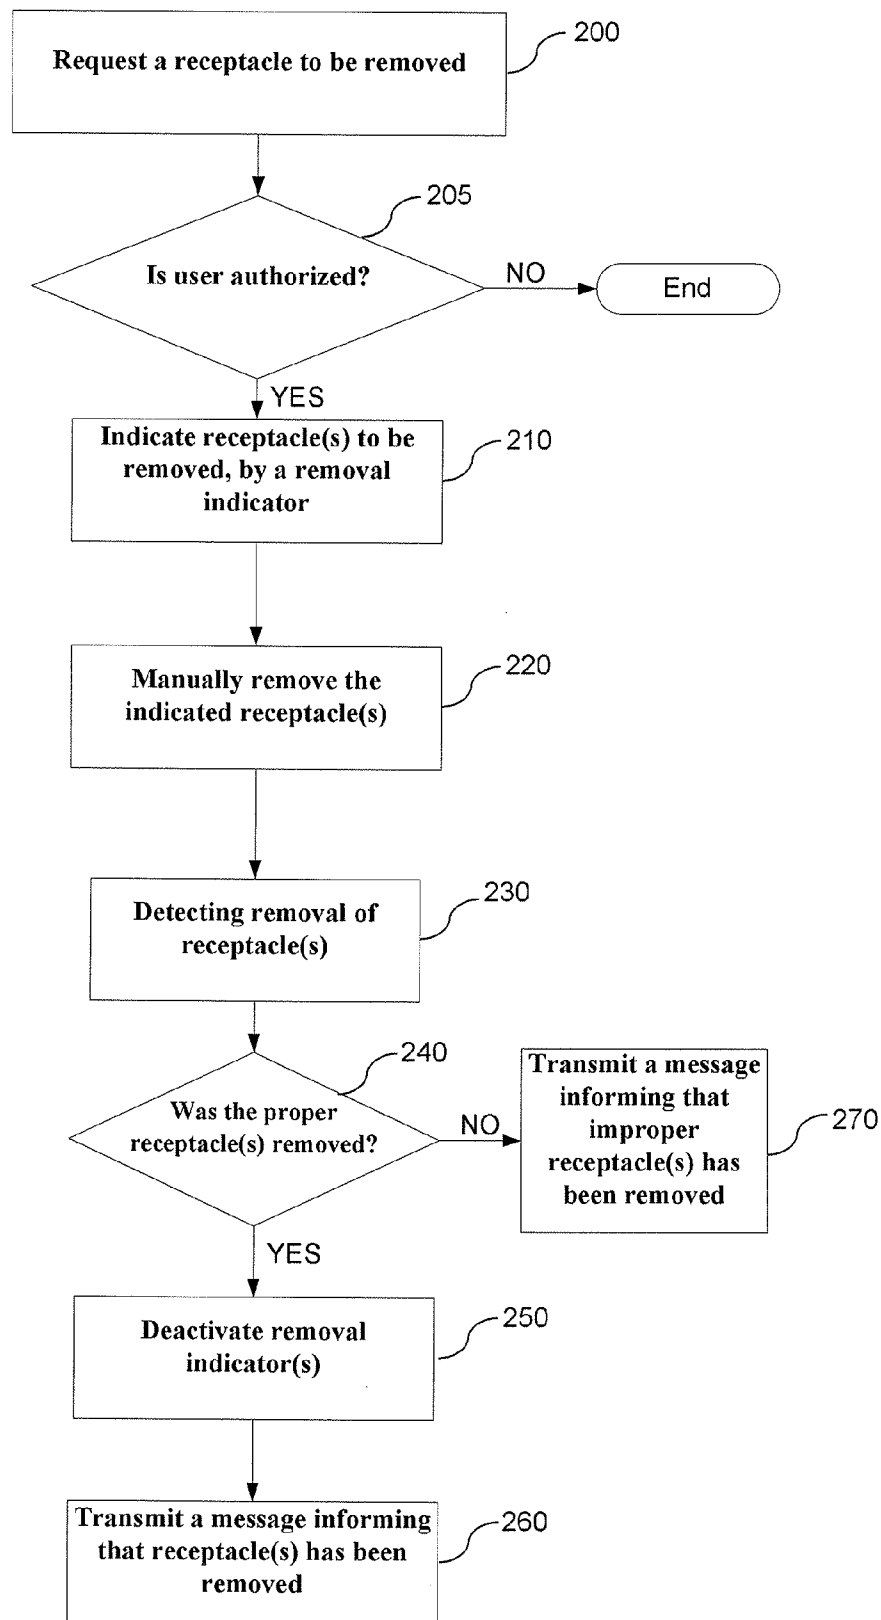 Request a receptacle to be removed
200
205
Is user authorized?
NO
End
YES
Indicate receptacle(s) to be
removed, by a removal
indicator
210
Manually remove the
indicated receptacle(s)
220
Detecting removal of
receptacle(s)
230
240
Was the proper
receptacle(s) removed?
NO
Transmit a message
informing that
improper
receptacle(s) has
been removed
270
YES
Deactivate removal
indicator(s)
250
Transmit a message informing
that receptacle(s) has been
removed
260